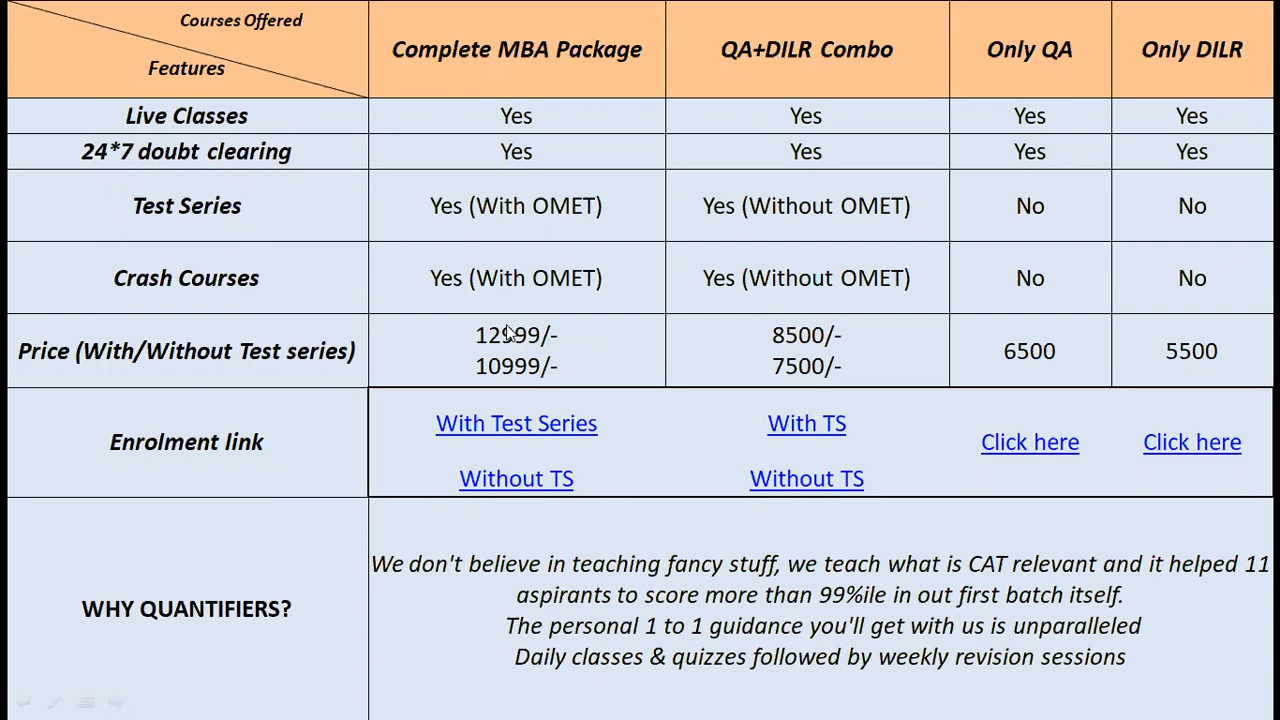 Courses Offered
Features
Complete MBA Package
QA+DILR Combo
Only QA
Only DILR
Live Classes
Yes
Yes
Yes
Yes
24*7 doubt clearing
Yes
Yes
Yes
Yes
Test Series
Yes (With OMET)
Yes (Without OMET)
No
No
Crash Courses
Yes (With OMET)
Yes (Without OMET)
No
No
Price (With/Without Test series)
12999/-
10999/-
8500/-
7500/-
6500
5500
Enrolment link
With Test Series
Without TS
With TS
Without TS
Click here
Click here
WHY QUANTIFIERS?
We don't believe in teaching fancy stuff, we teach what is CAT relevant and it helped 11
aspirants to score more than 99%ile in out first batch itself.
The personal 1 to 1 guidance you'll get with us is unparalleled
Daily classes & quizzes followed by weekly revision sessions